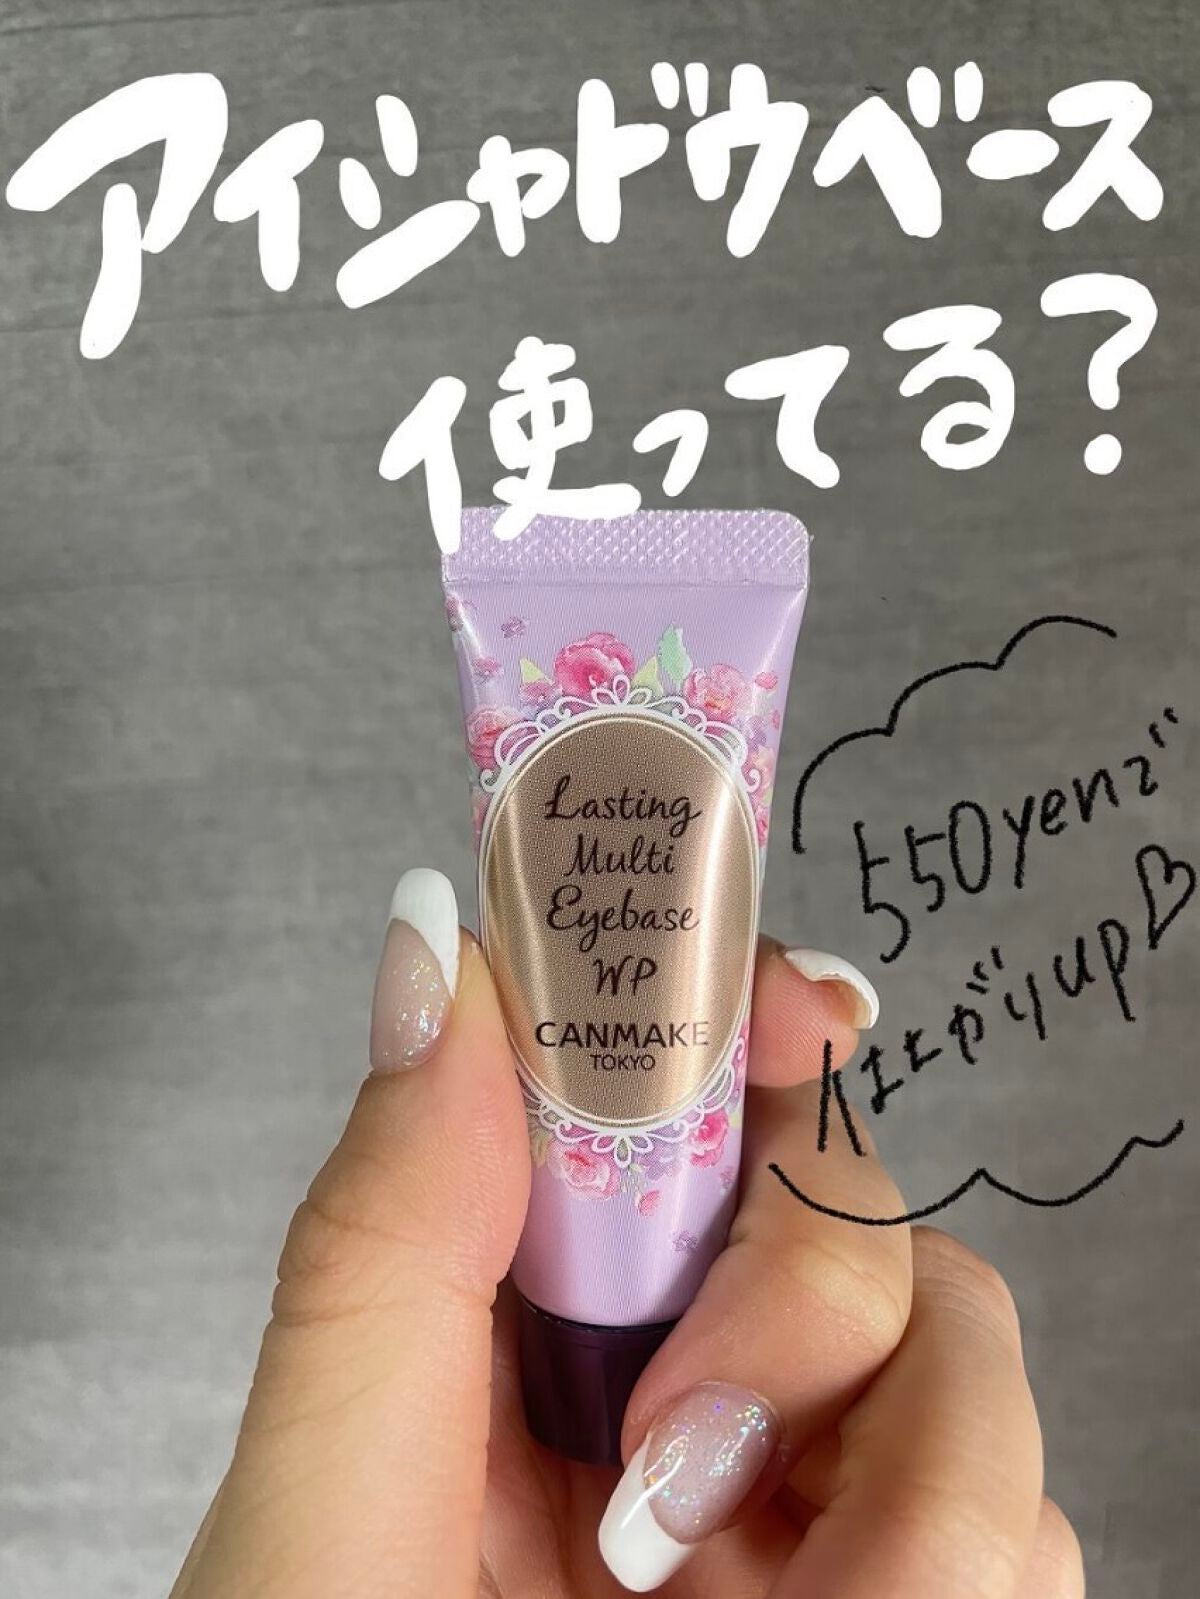 アイシャドウベース
使ってる?
Lasting
Multi
Eyebase
WP
CANMAKE
TOKYO
550yenで
仕上がりup♡